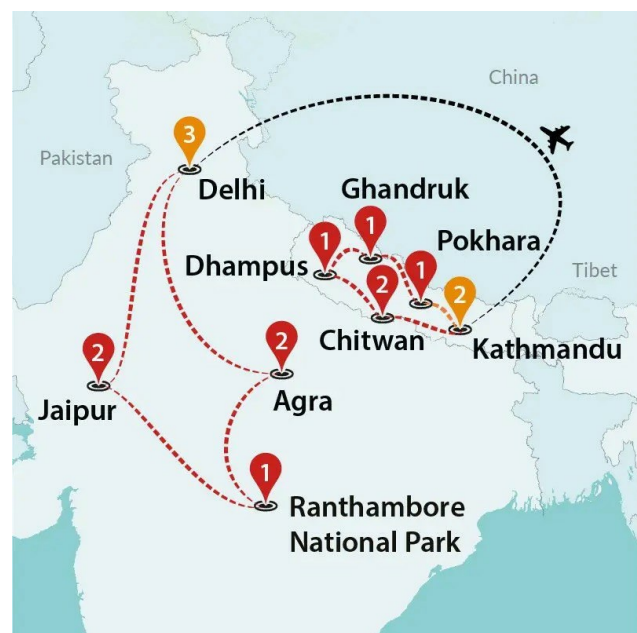 China
3
Pakistan
Delhi
Ghandruk
1
1
Pokhara
Dhampus
1
Tibet
2
2
Chitwan
Kathmandu
2
2
Jaipur
Agra
1
Ranthambore
National Park